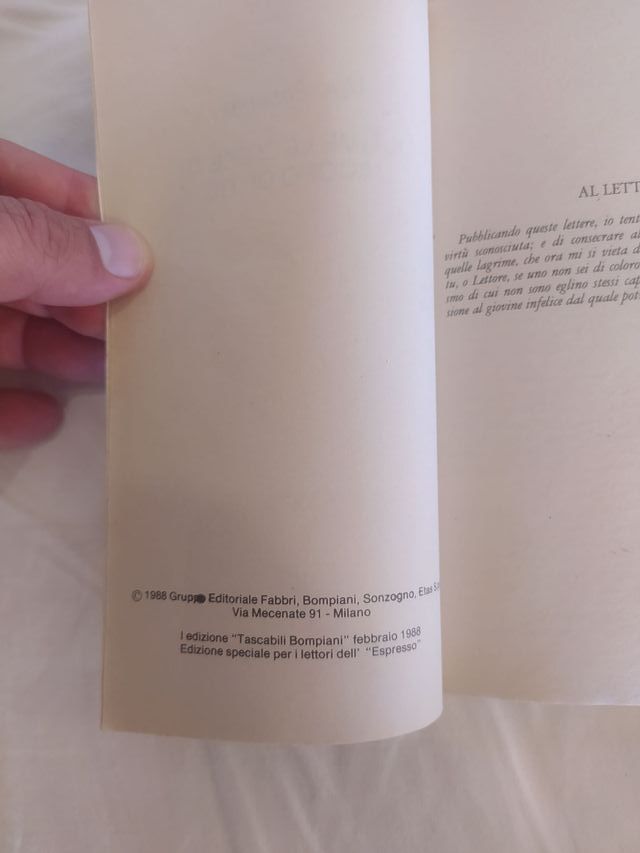 © 1988 Gruppo Editoriale Fabbri, Bompiani, Sonzogno, Etas
Via Mecenate 91 - Milano
I edizione "Tascabili Bompiani" febbraio 1988
Edizione speciale per i lettori dell' "Espresso"
AL LETT
Pubblicando queste lettere, io tent
virtù sconosciuta; e di consecrare al
quelle lagrime, che ora mi si vieta d
tu, o Lettore, se uno non sei di coloro
smo di cui non sono eglino stessi cap
sione al giovine infelice dal quale pot